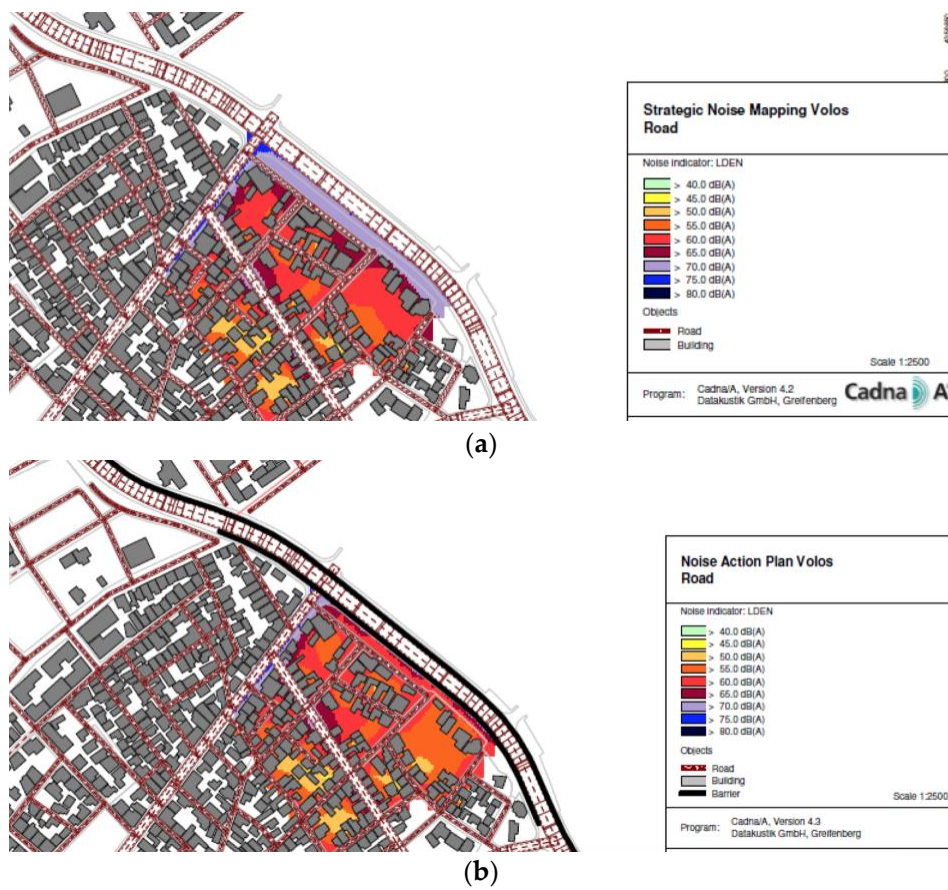 Strategic Noise Mapping Volos
Road
Noise indicator: LDEN
> 40.0 dB(A)
> 45.0 dB(A)
> 50.0 dB(A)
> 55.0 dB(A)
> 60.0 dB(A)
> 65.0 dB(A)
> 70.0 dB(A)
> 75.0 dB(A)
> 80.0 dB(A)
Objects
Road
Building
Scale 1:2500
Program: Cadna/A, Version 4.2
Datakustik GmbH, Greifenberg
Cadna A
(a)
Noise Action Plan Volos
Road
Noise indicator: LDEN
> 40.0 dB(A)
> 45.0 dB(A)
> 50.0 dB(A)
> 55.0 dB(A)
> 60.0 dB(A)
> 65.0 dB(A)
> 70.0 dB(A)
> 75.0 dB(A)
> 80.0 dB(A)
Objects
Road
Building
Barrier
Scale 1:2500
Program: Cadna/A, Version 4.3
Datakustik GmbH, Greifenberg
(b)